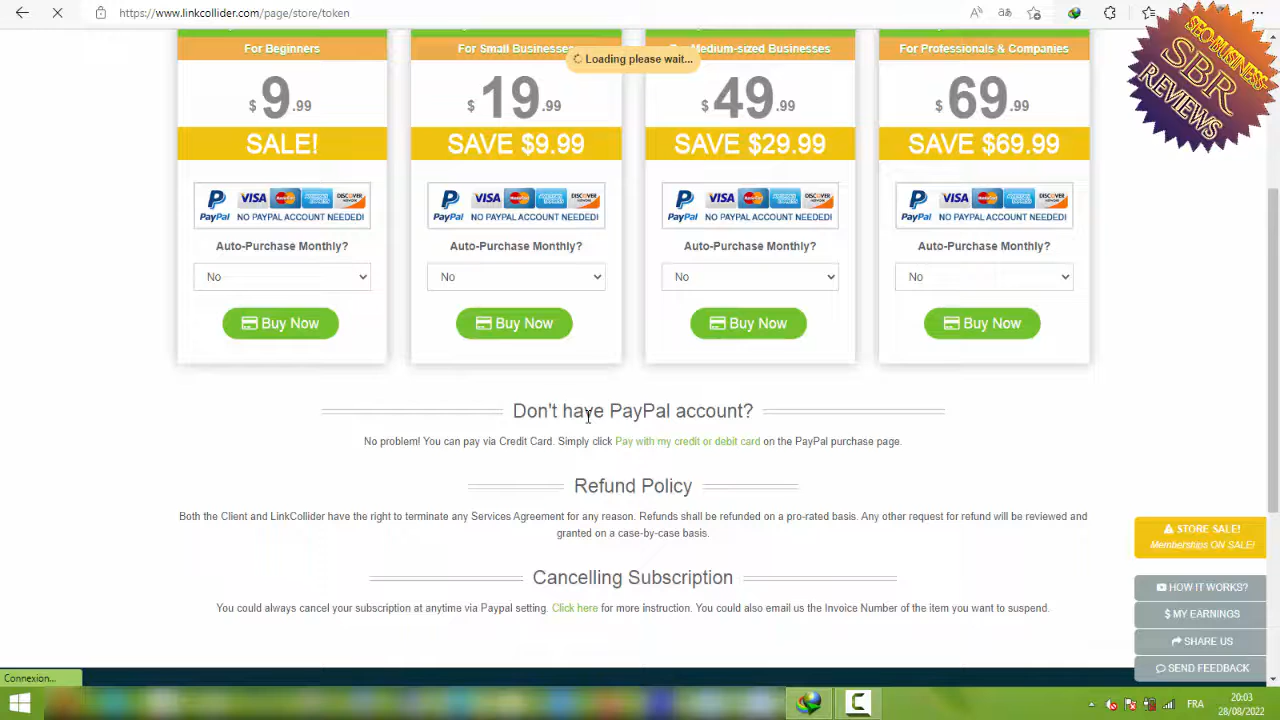 https://www.linkcollider.com/page/store/token
SEO BUSINESS
SBR
REVIEWS
Loading please wait...
For Beginners
For Small Businesses
For Medium-sized Businesses
For Professionals & Companies
$ 9.99
$ 19.99
$ 49.99
$ 69.99
SALE!
SAVE $9.99
SAVE $29.99
SAVE $69.99
PayPal VISA MasterCard DISCOVER
NO PAYPAL ACCOUNT NEEDED!
PayPal VISA MasterCard DISCOVER
NO PAYPAL ACCOUNT NEEDED!
PayPal VISA MasterCard DISCOVER
NO PAYPAL ACCOUNT NEEDED!
PayPal VISA MasterCard DISCOVER
NO PAYPAL ACCOUNT NEEDED!
Auto-Purchase Monthly?
Auto-Purchase Monthly?
Auto-Purchase Monthly?
Auto-Purchase Monthly?
No
No
No
No
Buy Now
Buy Now
Buy Now
Buy Now
Don't have PayPal account?
No problem! You can pay via Credit Card. Simply click Pay with my credit or debit card on the PayPal purchase page.
Refund Policy
Both the Client and LinkCollider have the right to terminate any Services Agreement for any reason. Refunds shall be refunded on a pro-rated basis. Any other request for refund will be reviewed and
granted on a case-by-case basis.
STORE SALE!
Memberships ON SALE!
Cancelling Subscription
You could always cancel your subscription at anytime via Paypal setting. Click here for more instruction. You could also email us the Invoice Number of the item you want to suspend.
HOW IT WORKS?
$ MY EARNINGS
SHARE US
SEND FEEDBACK
Connexion...
FRA
20:03
28/08/2022